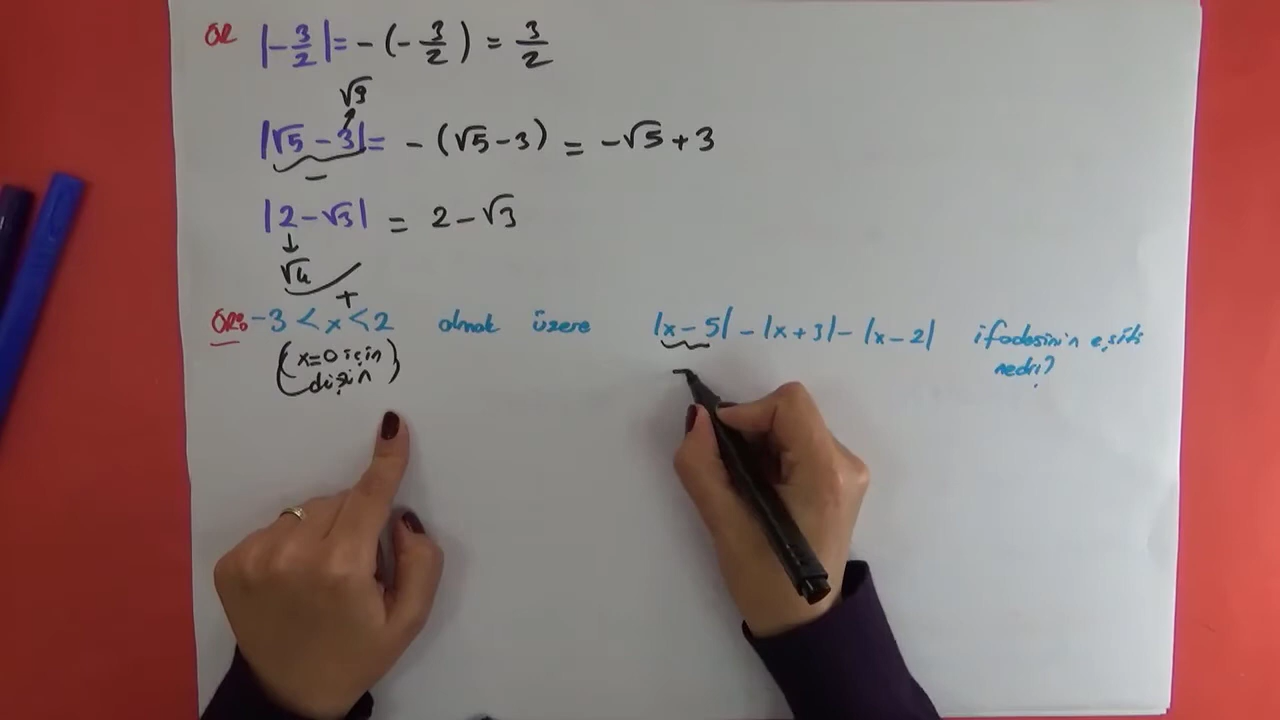 ÖR |-3/2| = -(-3/2) = 3/2
√9
|√5 - 3| = -(√5-3) = -√5+3
-
|2-√3| = 2-√3
↓
√4
+
ÖR: -3 < x < 2 olmak üzere |x-5| - |x+3| - |x-2| ifadesinin eşiti
nedir?
(x=0 için
düşün)
-